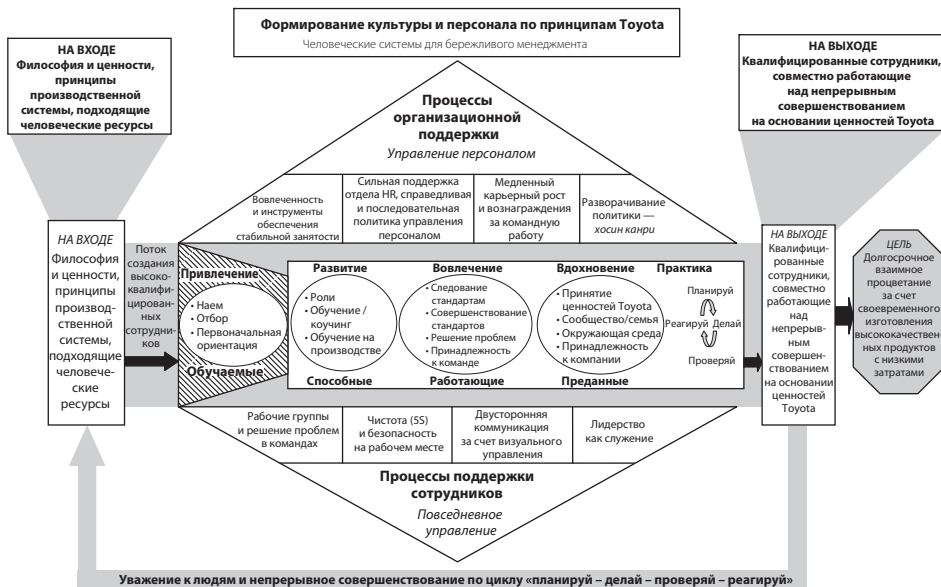 Формирование культуры и персонала по принципам Toyota
Человеческие системы для бережливого менеджмента
НА ВХОДЕ
Философия и ценности,
принципы
производственной
системы, подходящие
человеческие ресурсы
НА ВЫХОДЕ
Квалифицированные сотрудники,
совместно работающие
над непрерывным
совершенствованием
на основании ценностей Toyota
Процессы
организационной
поддержки
Управление персоналом
Вовлеченность
и инструменты
обеспечения
стабильной занятости
Сильная поддержка
отдела HR, справедливая
и последовательная
политика управления
персоналом
Медленный
карьерный рост
и вознаграждения
за командную
работу
Разворачивание
политики —
хосин канри
НА ВХОДЕ
Философия
и ценности,
принципы
производ-
ственной
системы,
подходящие
человече-
ские
ресурсы
Поток
создания
высоко-
квалифи-
цирован-
ных
сотрудни-
ков
Привлечение
• Наем
• Отбор
• Первоначальная
ориентация
Обучаемые
Развитие
• Роли
• Обучение /
коучинг
• Обучение на
производстве
Способные
Вовлечение
• Следование
стандартам
• Совершенствование
стандартов
• Решение проблем
• Принадлежность
к команде
Работающие
Вдохновение
• Принятие
ценностей Toyota
• Сообщество/семья
• Окружающая среда
• Принадлежность
к компании
Преданные
Практика
Планируй
Реагируй Делай
Проверяй
НА ВЫХОДЕ
Квалифици-
рованные
сотрудники,
совместно
работающие
над
непрерыв-
ным
совершен-
ствованием
на основании
ценностей
Toyota
ЦЕЛЬ
Долгосрочное
взаимное
процветание
за счет
своевременного
изготовления
высококачествен-
ных продуктов
с низкими
затратами
Рабочие группы
и решение проблем
в командах
Чистота (5S)
и безопасность
на рабочем месте
Двусторонняя
коммуникация
за счет визуального
управления
Лидерство
как служение
Процессы поддержки
сотрудников
Повседневное
управление
Уважение к людям и непрерывное совершенствование по циклу «планируй – делай – проверяй – реагируй»